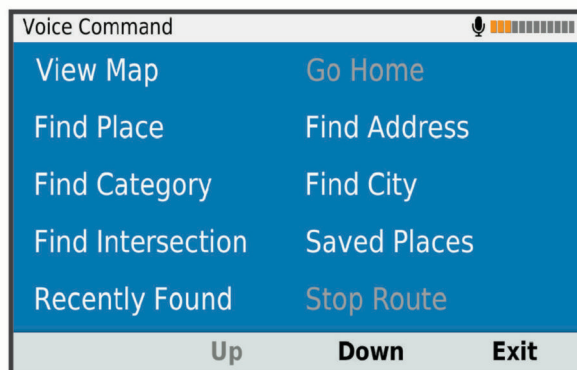 Voice Command
View Map
Go Home
Find Place
Find Address
Find Category
Find City
Find Intersection
Saved Places
Recently Found
Stop Route
Up
Down
Exit